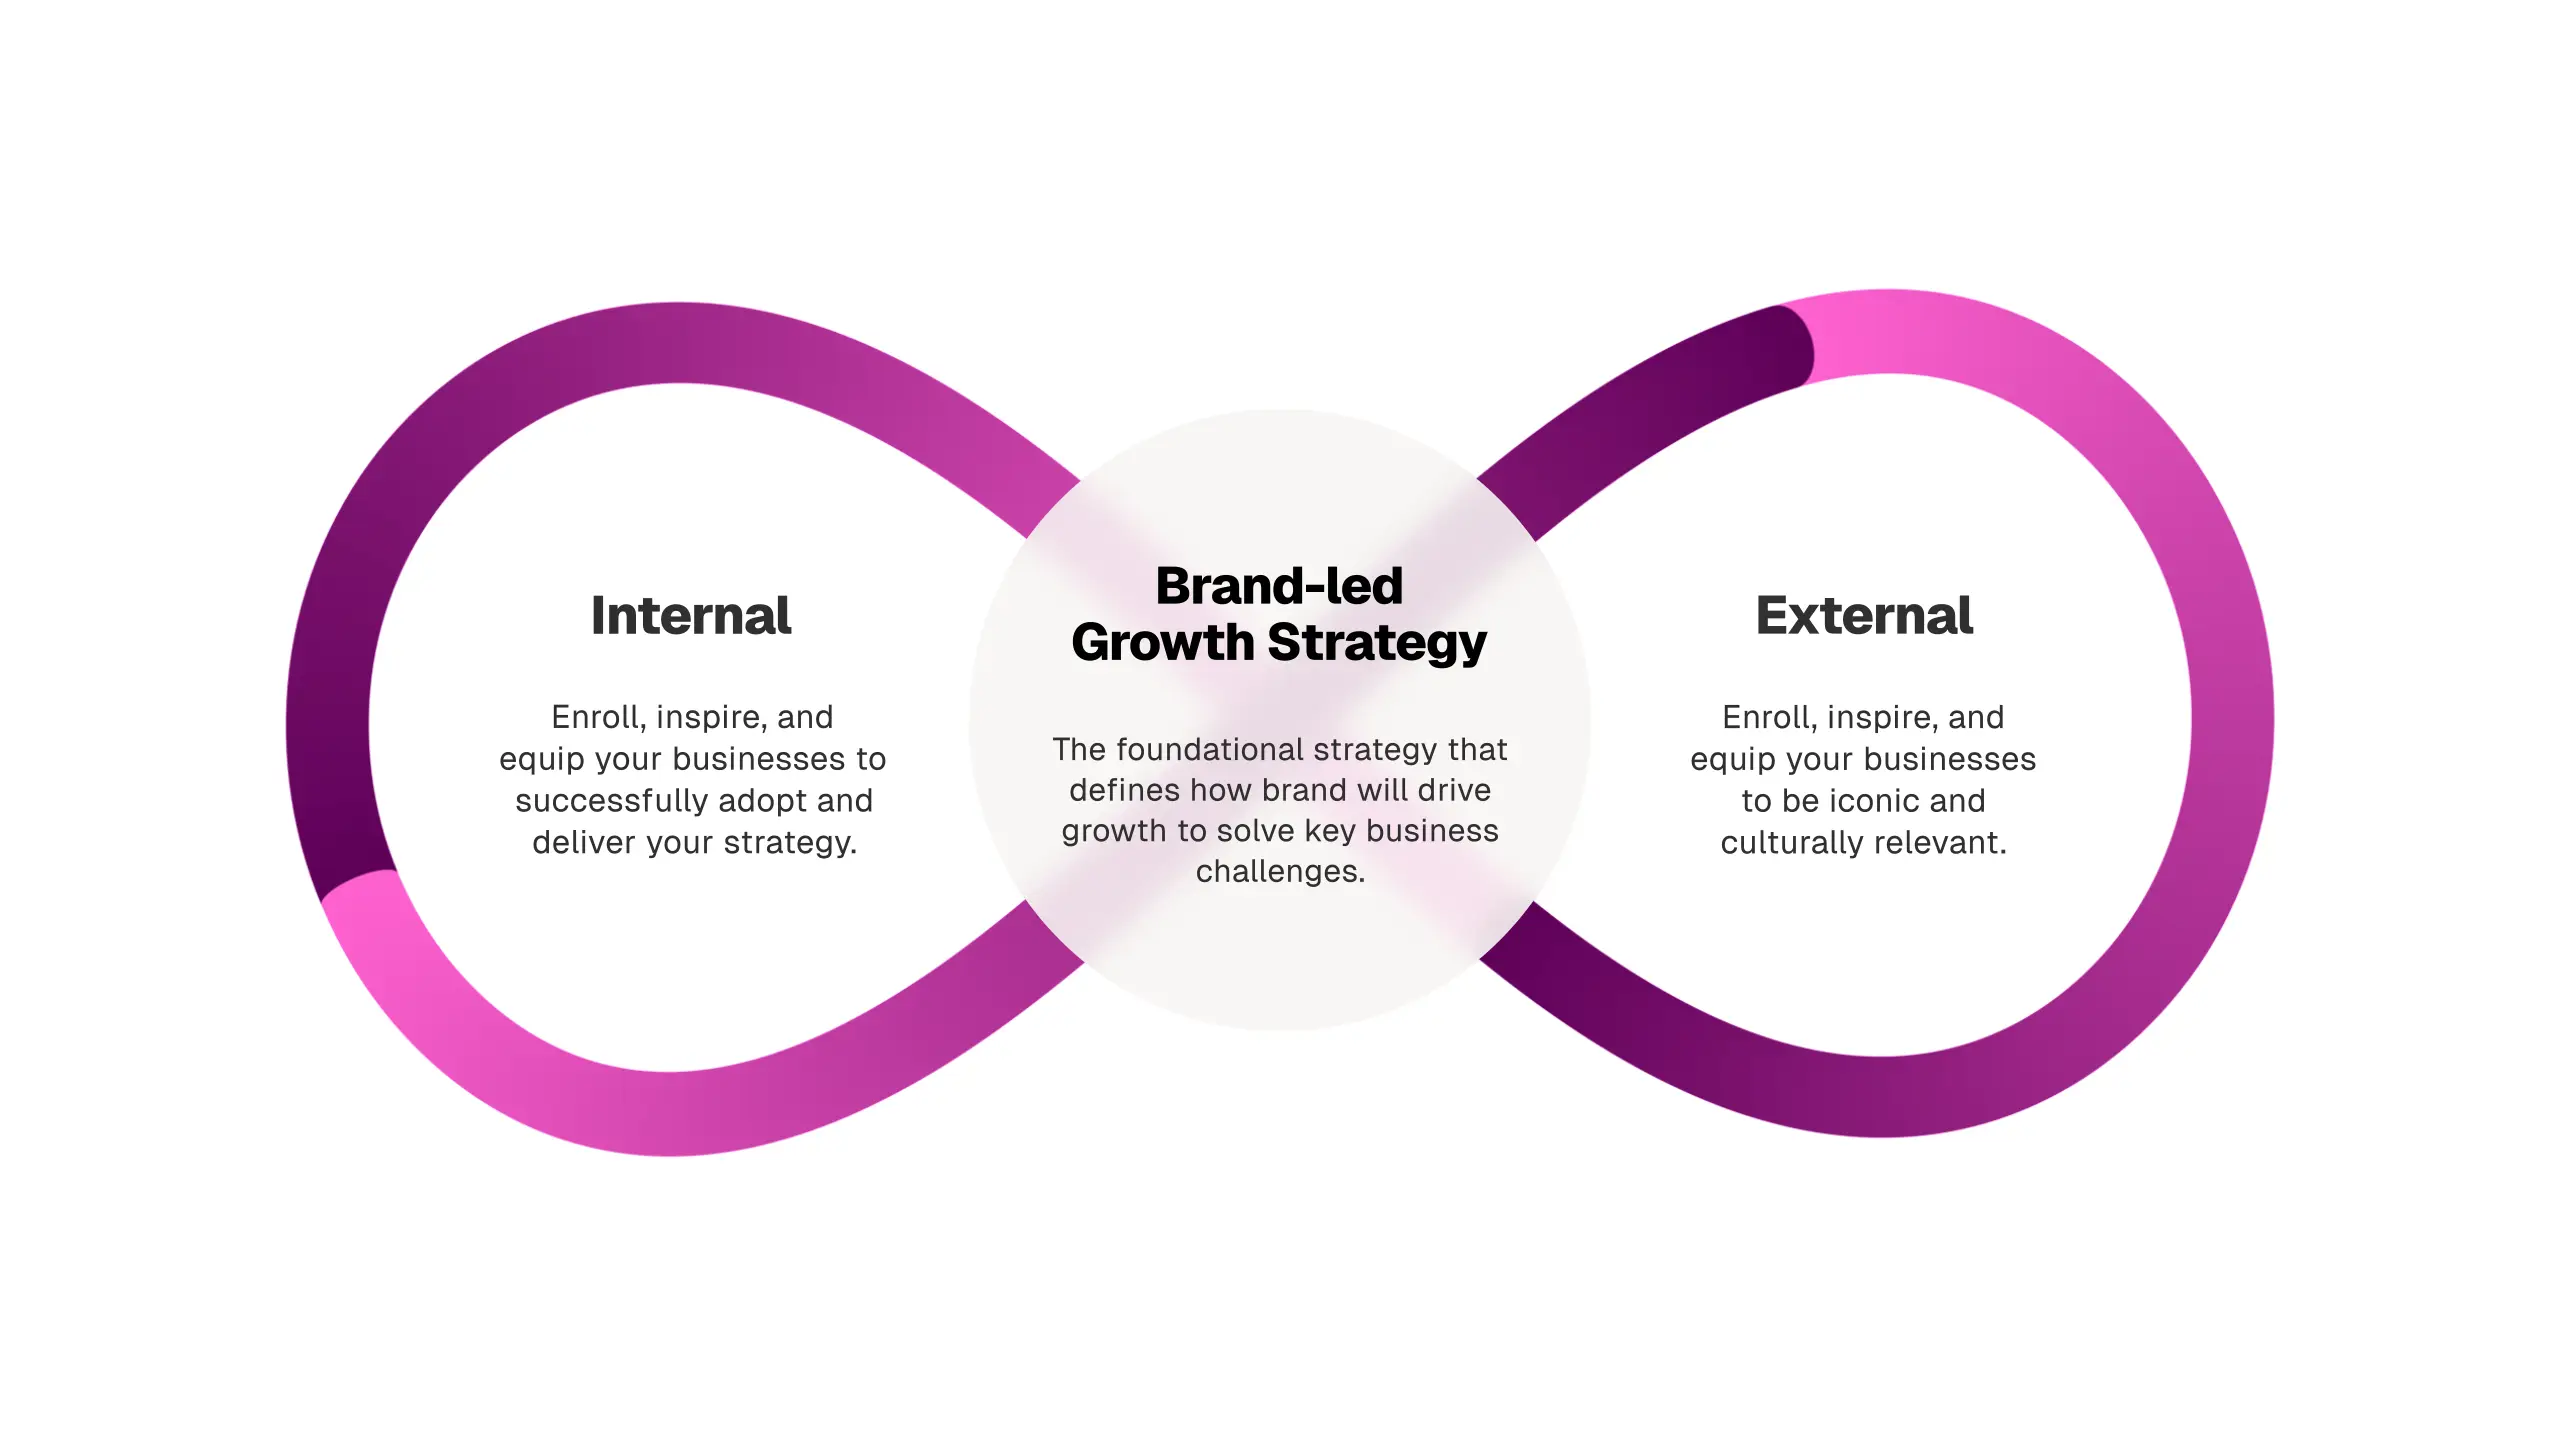 Internal
Enroll, inspire, and
equip your businesses to
successfully adopt and
deliver your strategy.
Brand-led
Growth Strategy
The foundational strategy that
defines how brand will drive
growth to solve key business
challenges.
External
Enroll, inspire, and
equip your businesses
to be iconic and
culturally relevant.